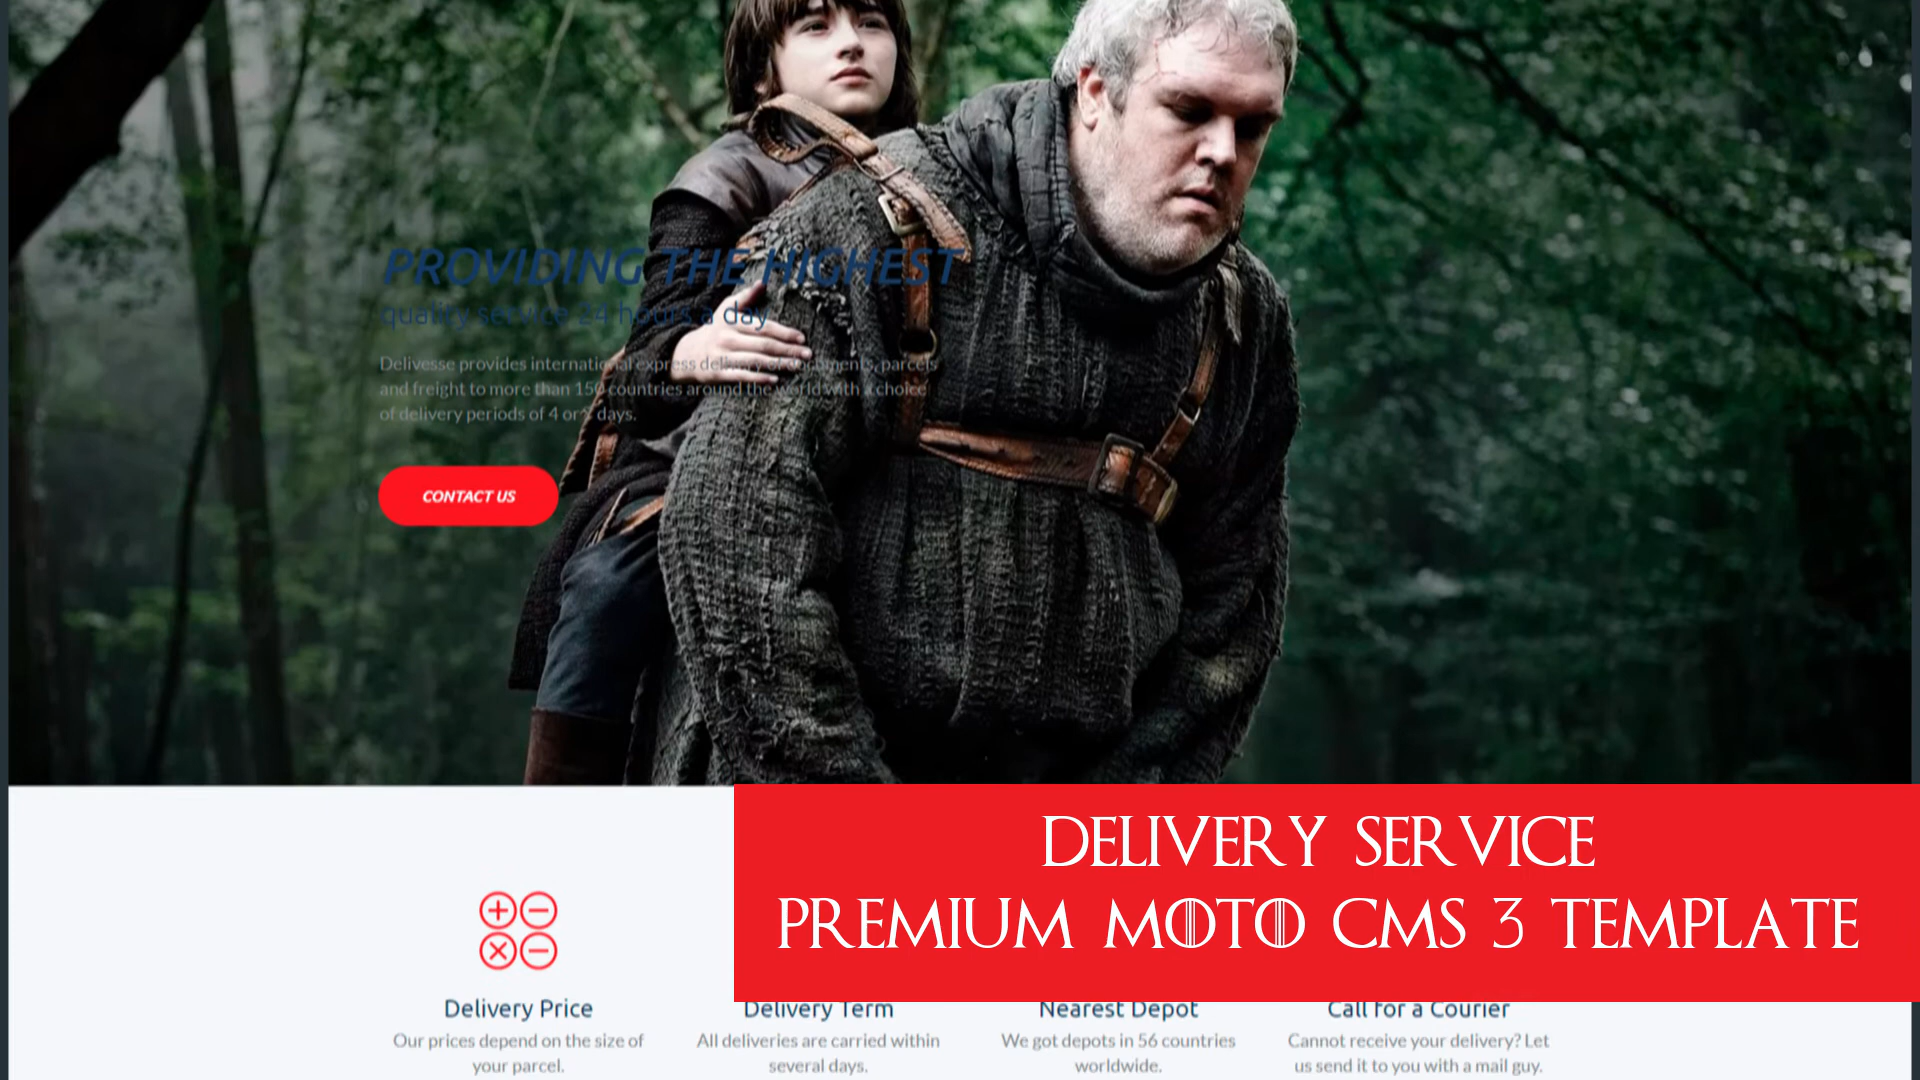 PROVIDING THE HIGHEST
quality service 24 hours a day
Delivesse provides international express delivery of documents, parcels
and freight to more than 150 countries around the world with a choice
of delivery periods of 4 or days.
CONTACT US
DELIVERY SERVICE
PREMIUM MOTO CMS 3 TEMPLATE
Delivery Price
Our prices depend on the size of
your parcel.
Delivery Term
All deliveries are carried within
several days.
Nearest Depot
We got depots in 56 countries
worldwide.
Call for a Courier
Cannot receive your delivery? Let
us send it to you with a mail guy.